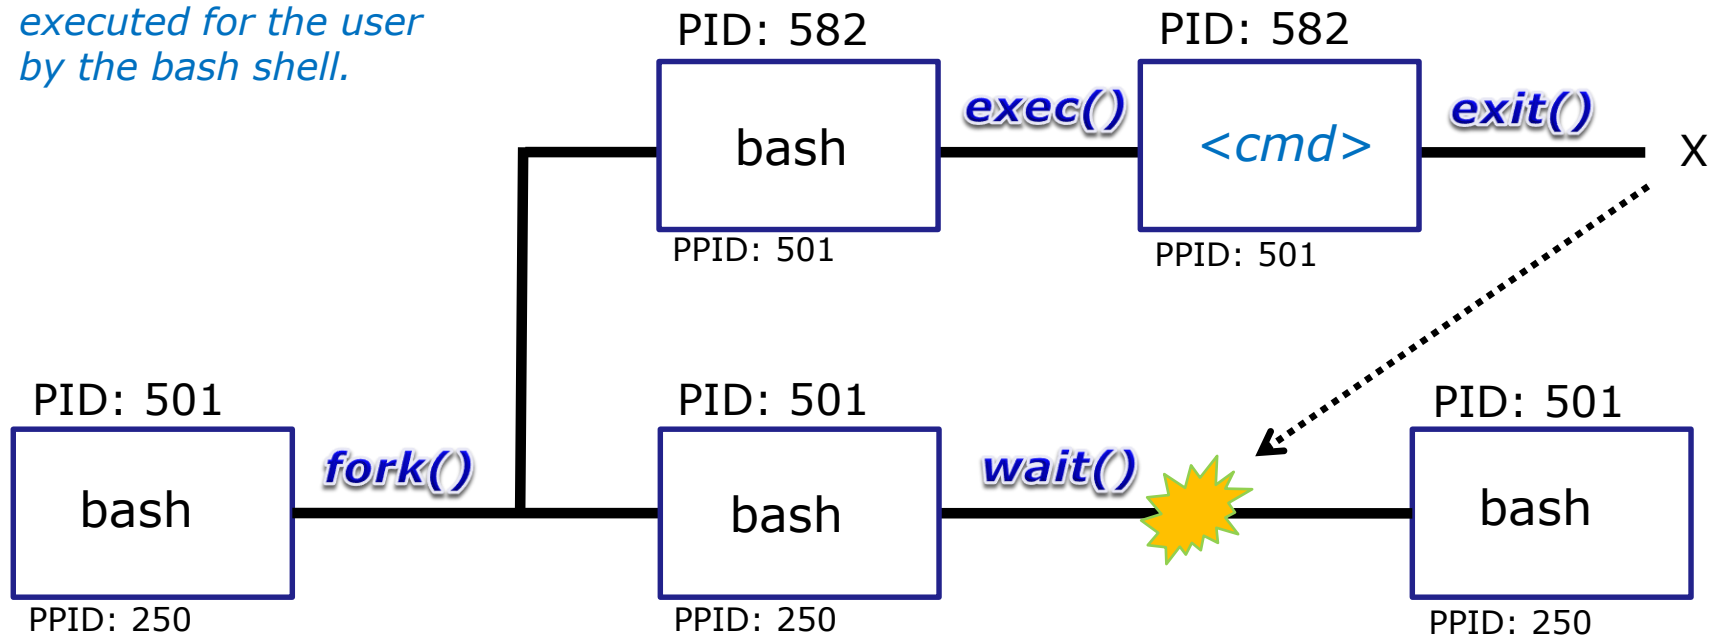 executed for the user
by the bash shell.
PID: 582
PID: 582
bash
exec()
<cmd>
exit()
X
PPID: 501
PPID: 501
PID: 501
PID: 501
PID: 501
bash
fork()
bash
wait()
bash
PPID: 250
PPID: 250
PPID: 250